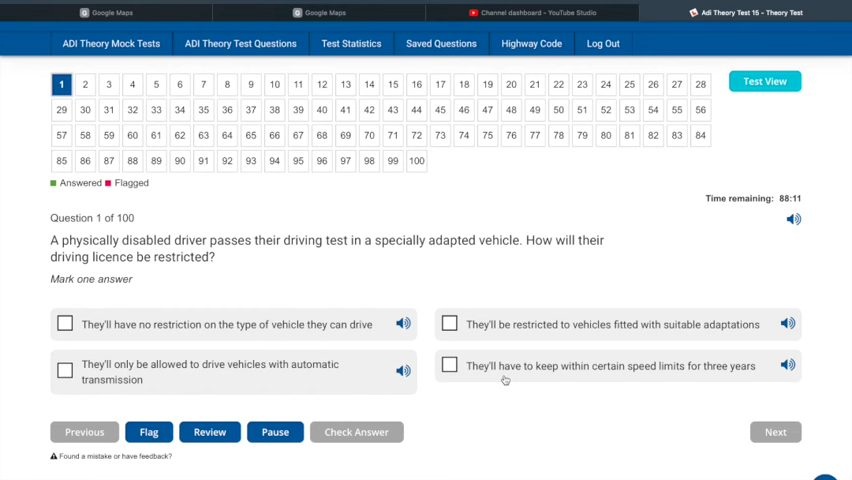 Google Maps
Google Maps
Channel dashboard - YouTube Studio
Adi Theory Test 15 - Theory Test
ADI Theory Mock Tests
ADI Theory Test Questions
Test Statistics
Saved Questions
Highway Code
Log Out
1 2 3 4 5 6 7 8 9 10 11 12 13 14 15 16 17 18 19 20 21 22 23 24 25 26 27 28
Test View
29 30 31 32 33 34 35 36 37 38 39 40 41 42 43 44 45 46 47 48 49 50 51 52 53 54 55 56
57 58 59 60 61 62 63 64 65 66 67 68 69 70 71 72 73 74 75 76 77 78 79 80 81 82 83 84
85 86 87 88 89 90 91 92 93 94 95 96 97 98 99 100
Answered Flagged
Time remaining: 88:11
Question 1 of 100
A physically disabled driver passes their driving test in a specially adapted vehicle. How will their
driving licence be restricted?
Mark one answer
They'll have no restriction on the type of vehicle they can drive
They'll be restricted to vehicles fitted with suitable adaptations
They'll only be allowed to drive vehicles with automatic
transmission
They'll have to keep within certain speed limits for three years
Previous
Flag
Review
Pause
Check Answer
Next
Found a mistake or have feedback?